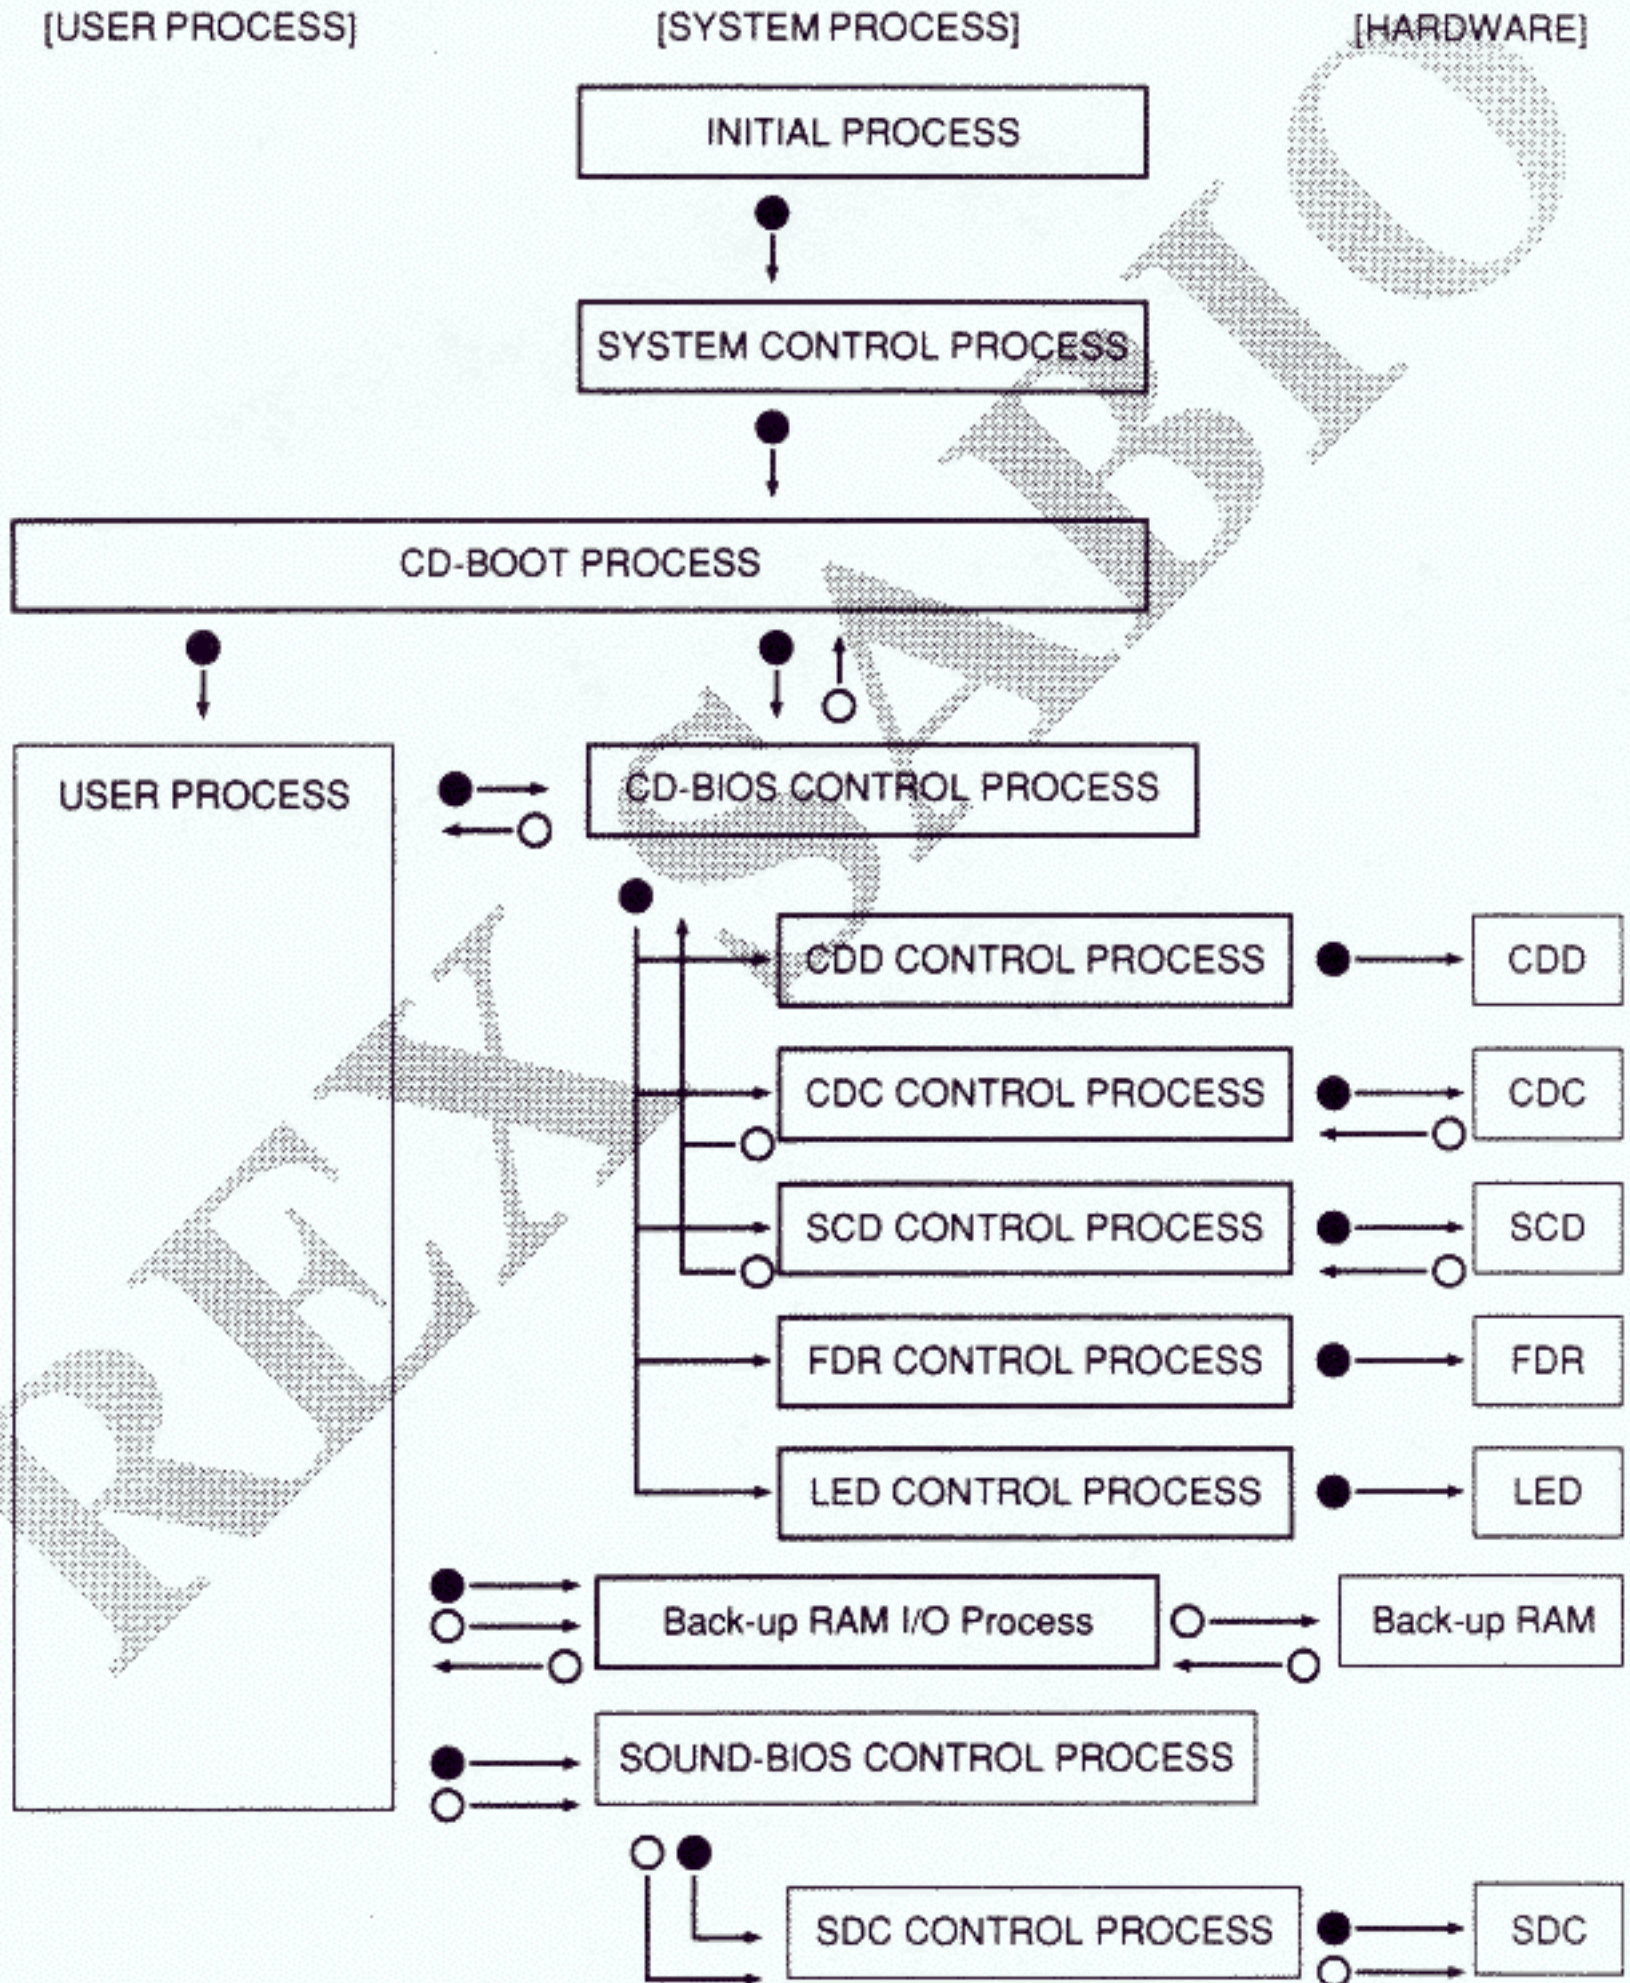 [USER PROCESS] [SYSTEM PROCESS] [HARDWARE]
INITIAL PROCESS
SYSTEM CONTROL PROCESS
CD-BOOT PROCESS
USER PROCESS
CD-BIOS CONTROL PROCESS
CDD CONTROL PROCESS CDD
CDC CONTROL PROCESS CDC
SCD CONTROL PROCESS SCD
FDR CONTROL PROCESS FDR
LED CONTROL PROCESS LED
Back-up RAM I/O Process Back-up RAM
SOUND-BIOS CONTROL PROCESS
SDC CONTROL PROCESS SDC
REX SABIO